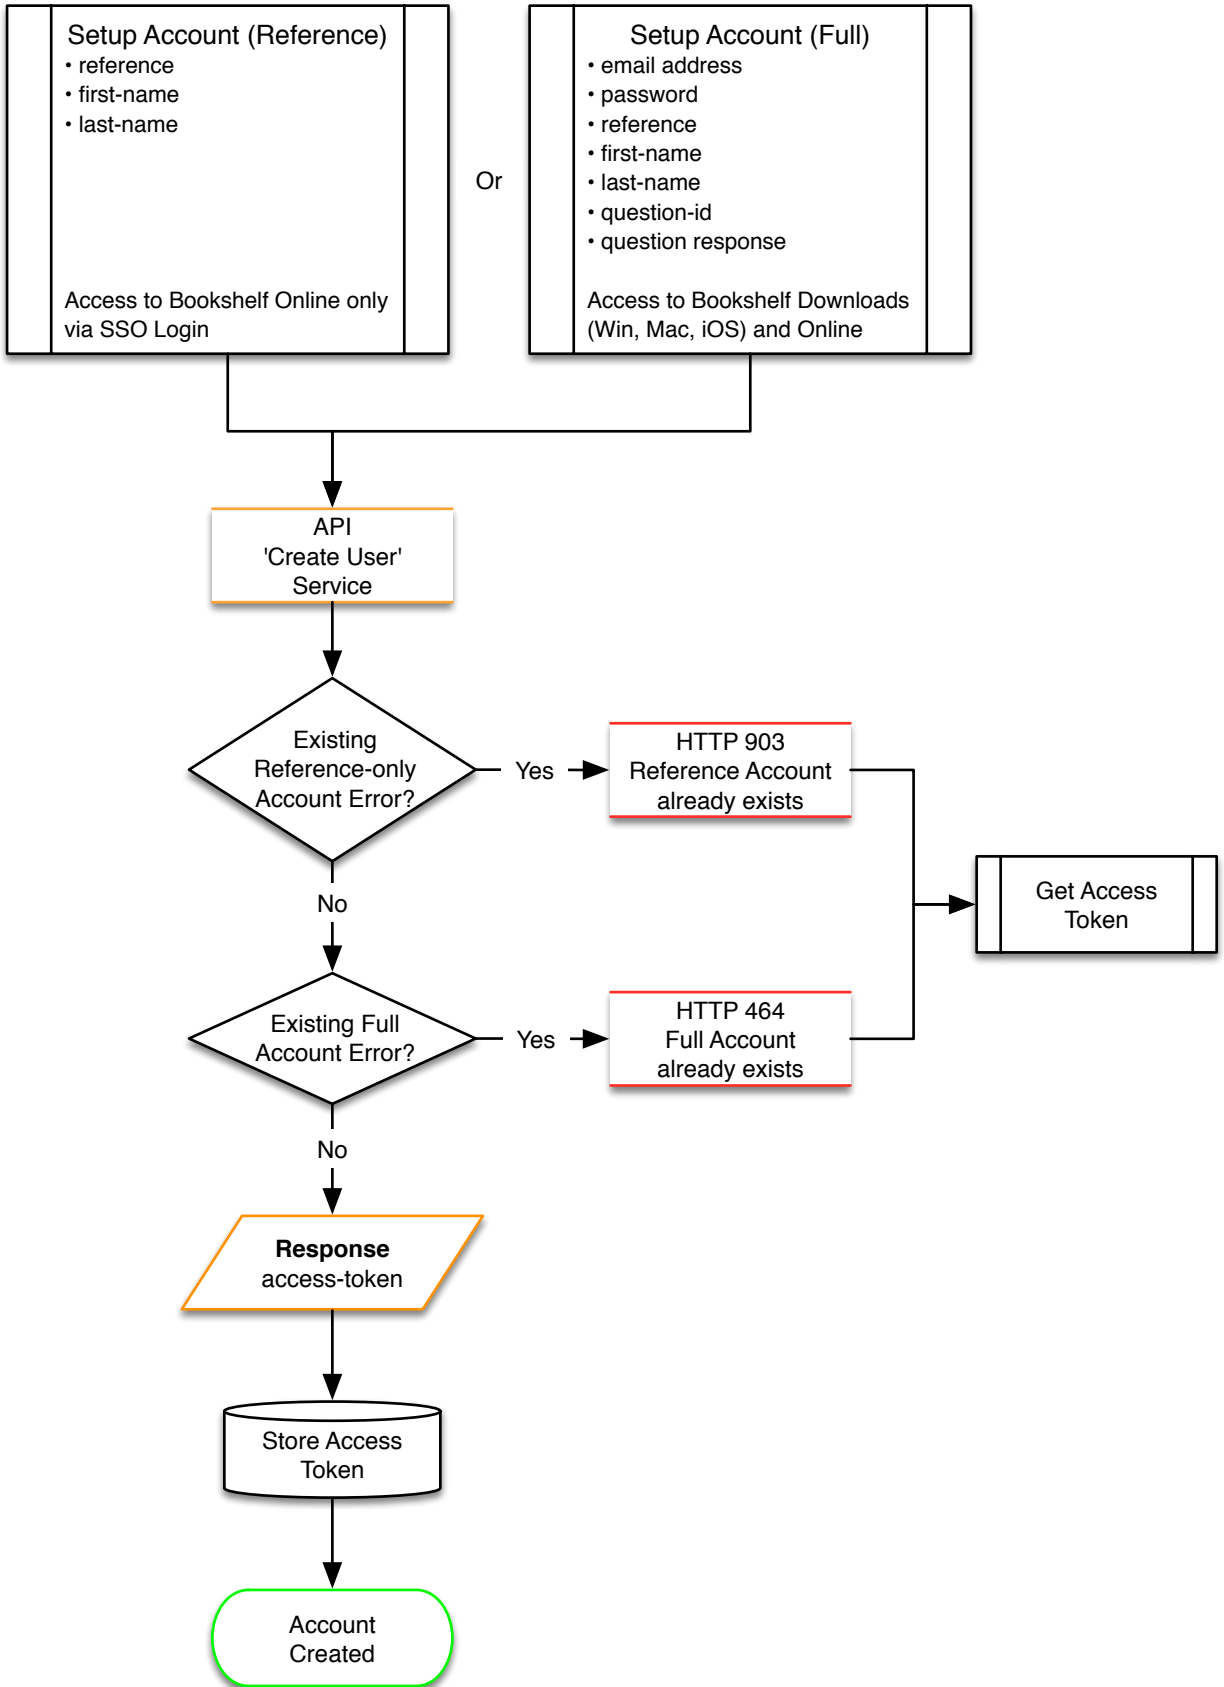 Setup Account (Reference)
• reference
• first-name
• last-name
Access to Bookshelf Online only
via SSO Login
Or
Setup Account (Full)
• email address
• password
• reference
• first-name
• last-name
• question-id
• question response
Access to Bookshelf Downloads
(Win, Mac, iOS) and Online
API
'Create User'
Service
Existing
Reference-only
Account Error?
Yes
HTTP 903
Reference Account
already exists
No
Get Access
Token
Existing Full
Account Error?
Yes
HTTP 464
Full Account
already exists
No
Response
access-token
Store Access
Token
Account
Created